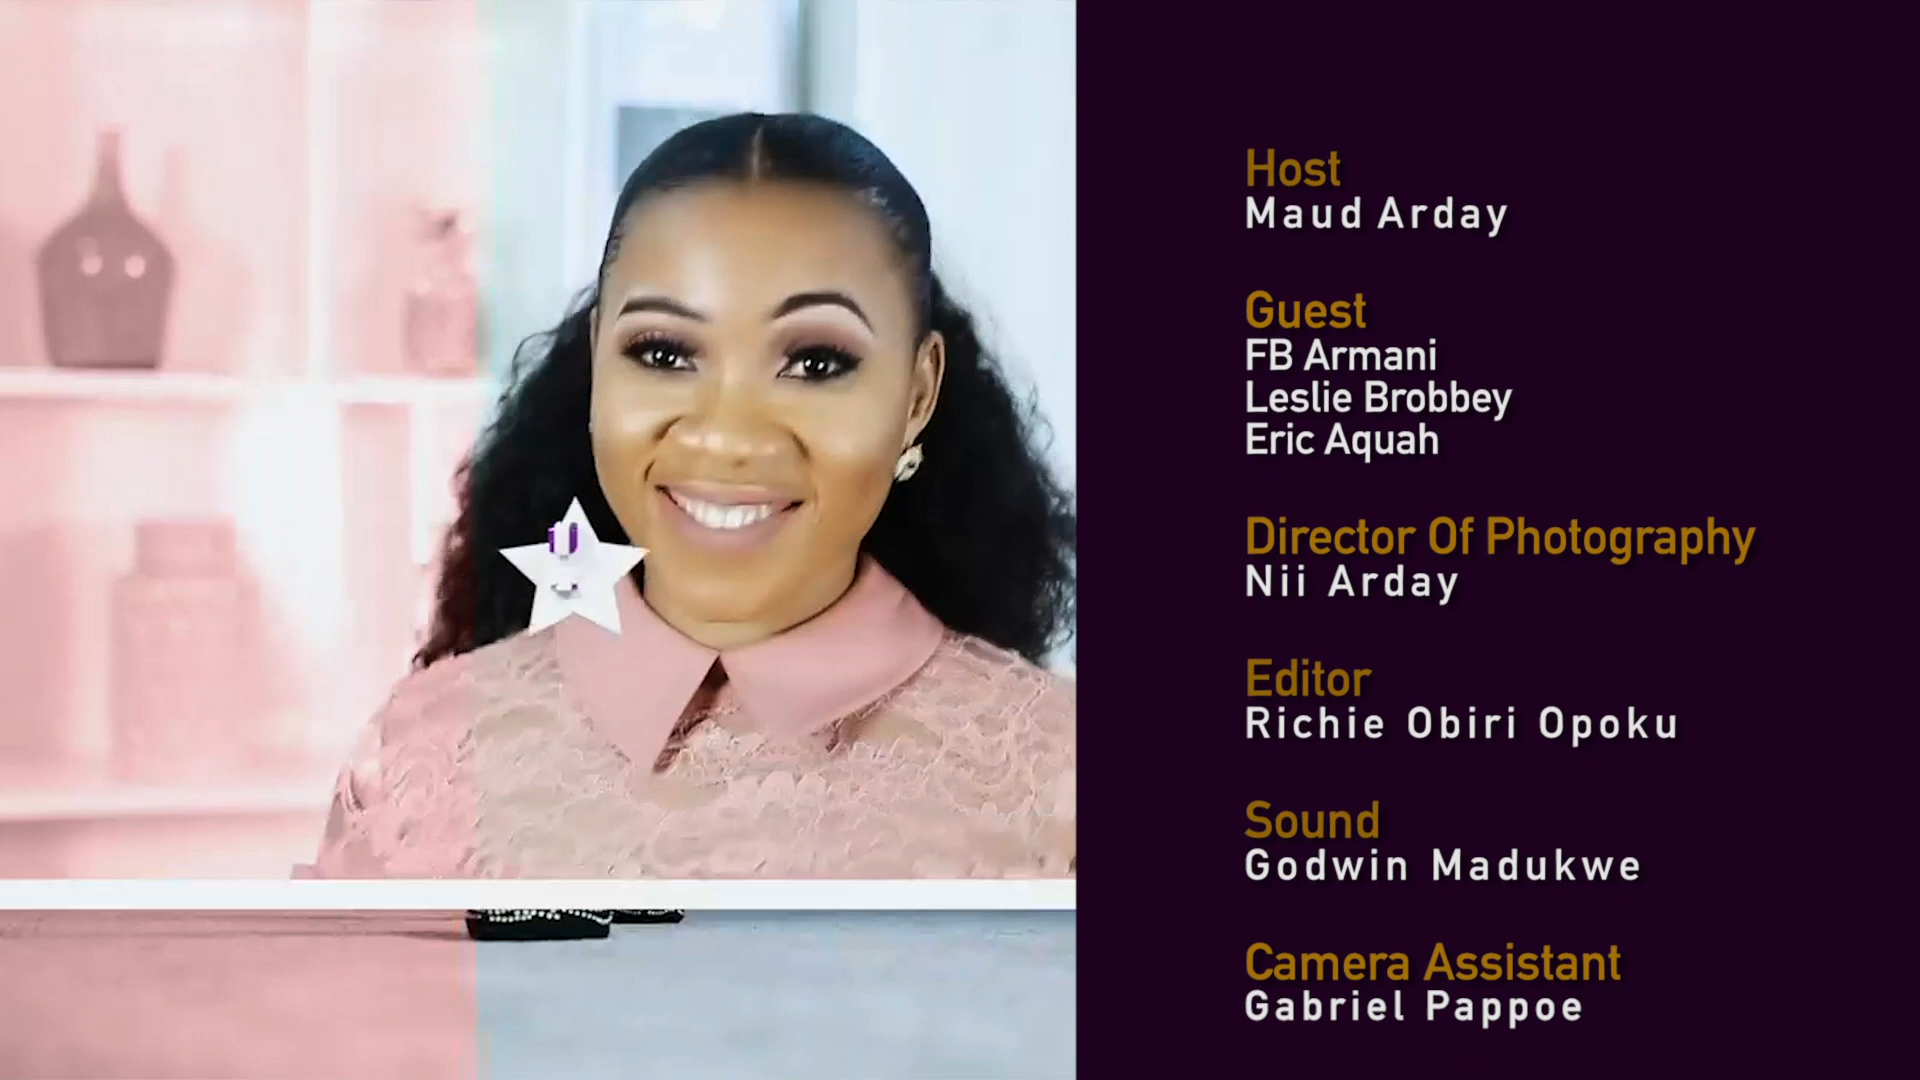 Host
Maud Arday
Guest
FB Armani
Leslie Brobbey
Eric Aquah
Director Of Photography
Nii Arday
Editor
Richie Obiri Opoku
Sound
Godwin Madukwe
Camera Assistant
Gabriel Pappoe